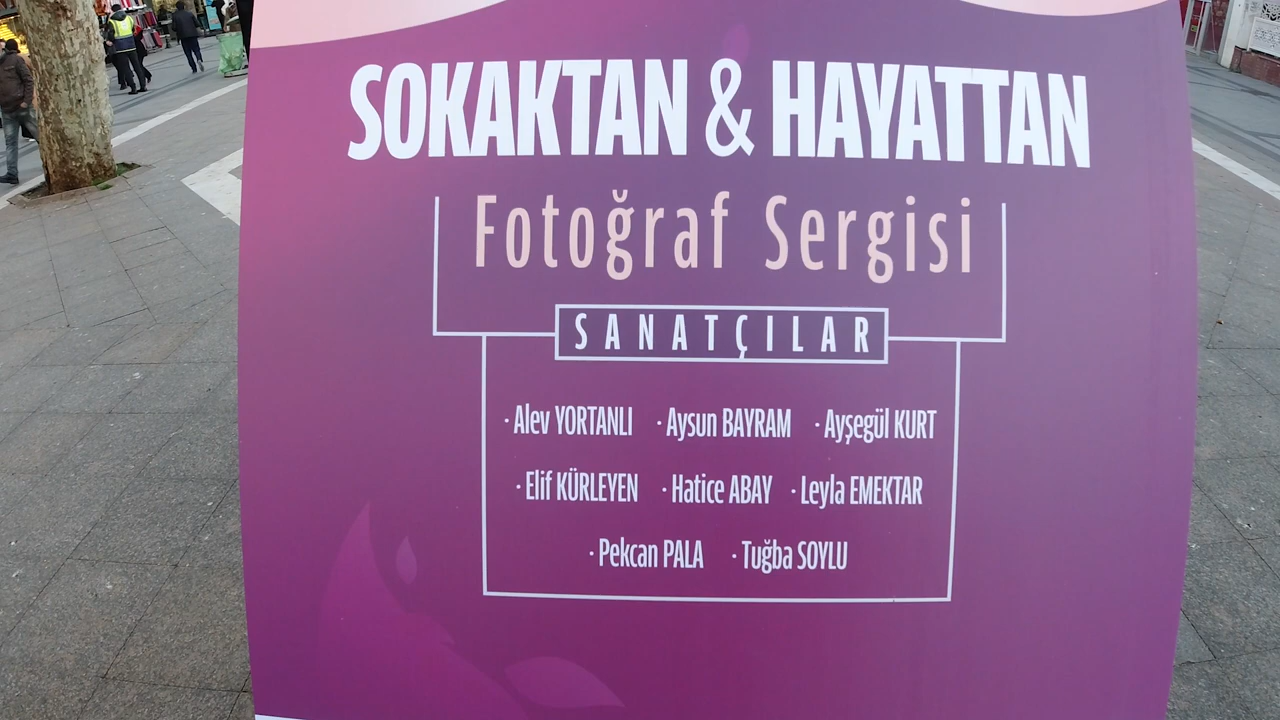 SOKAKTAN & HAYATTAN
Fotoğraf Sergisi
SANATÇILAR
· Alev YORTANLI · Aysun BAYRAM · Ayşegül KURT
· Elif KÜRLEYEN · Hatice ABAY · Leyla EMEKTAR
· Pekcan PALA · Tuğba SOYLU